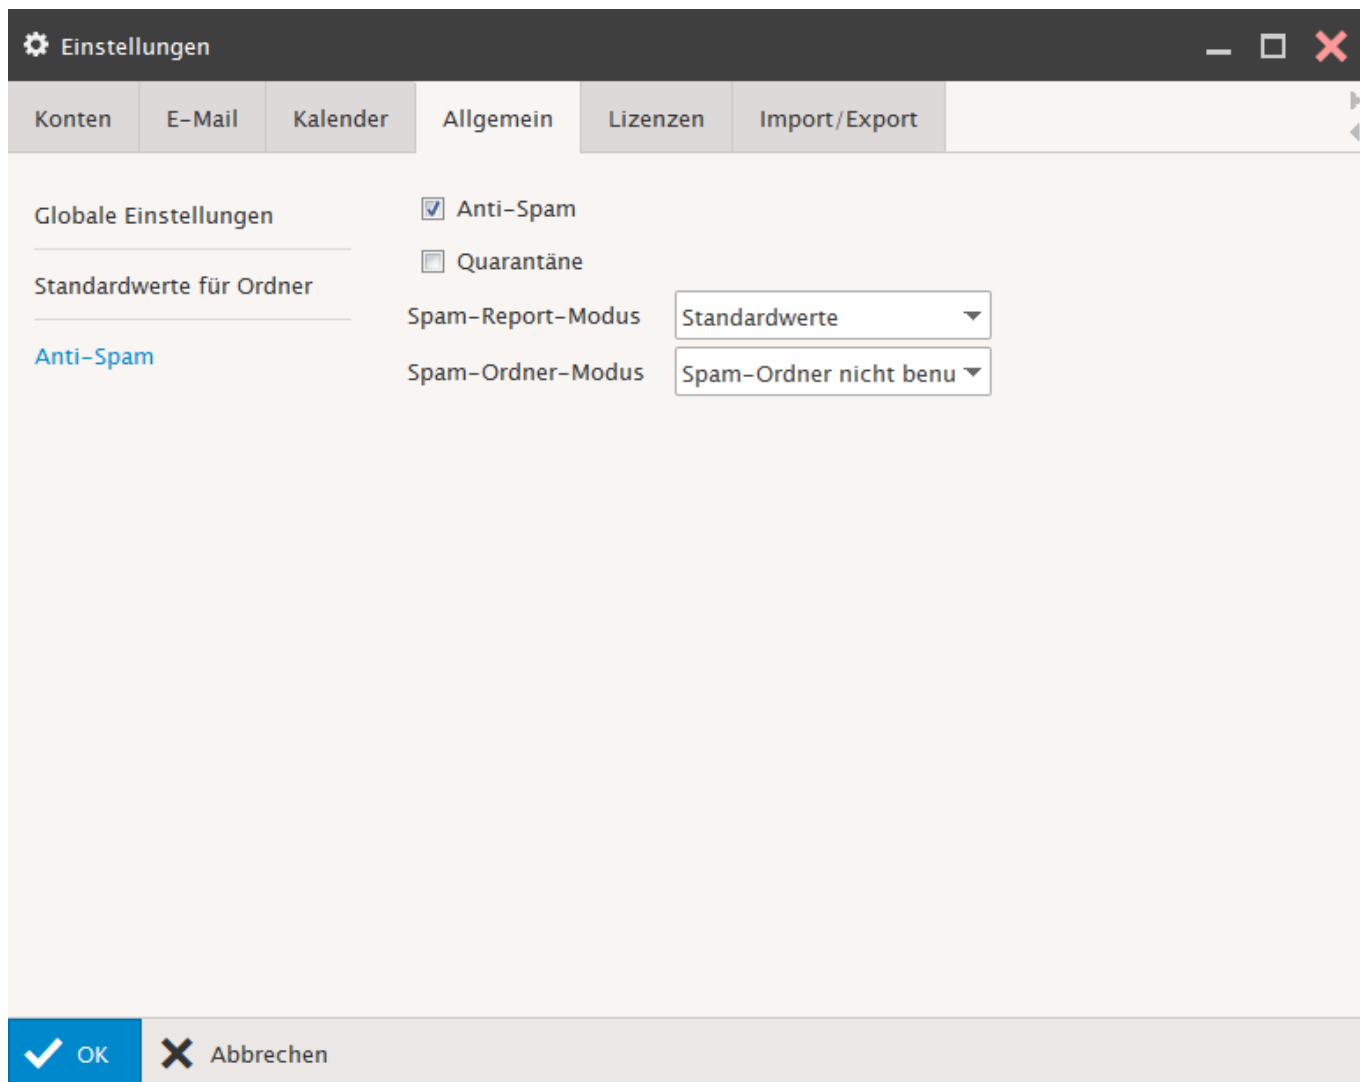 Einstellungen
Konten E-Mail Kalender Allgemein Lizenzen Import/Export
Globale Einstellungen
Standardwerte für Ordner
Anti-Spam
Anti-Spam
Quarantäne
Spam-Report-Modus Standardwerte
Spam-Ordner-Modus Spam-Ordner nicht benu
OK Abbrechen